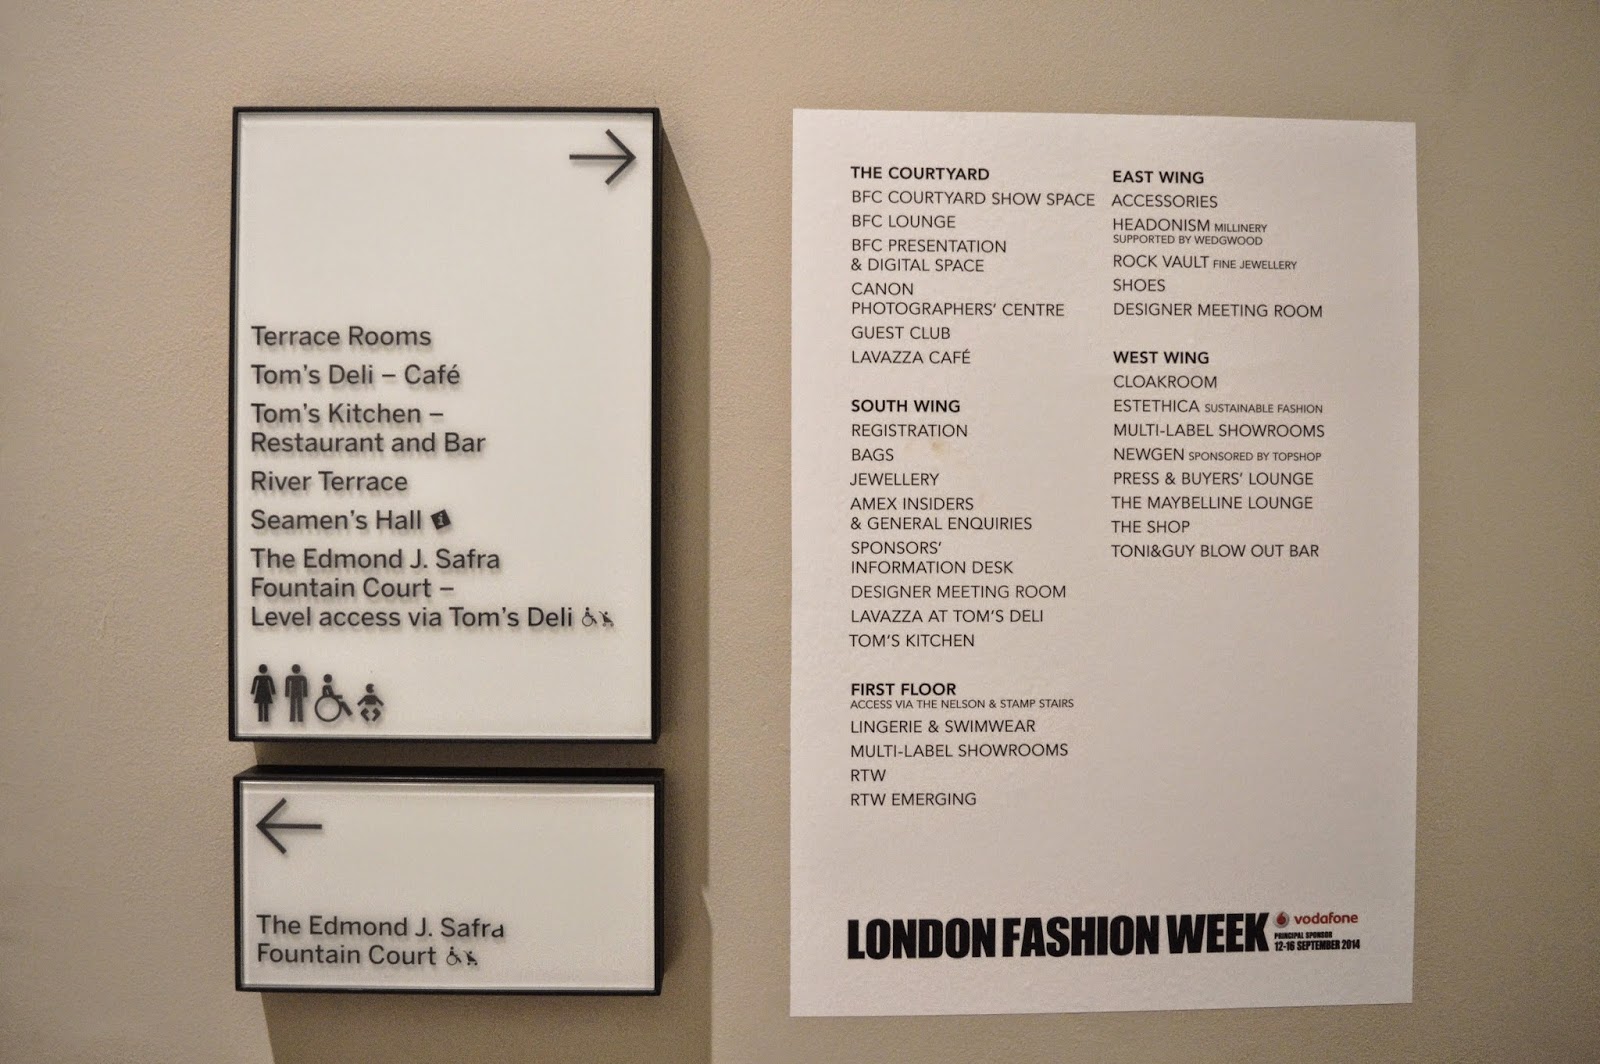 Terrace Rooms
Tom's Deli – Café
Tom's Kitchen –
Restaurant and Bar
River Terrace
Seamen's Hall i
The Edmond J. Safra
Fountain Court –
Level access via Tom's Deli
The Edmond J. Safra
Fountain Court
THE COURTYARD
BFC COURTYARD SHOW SPACE
BFC LOUNGE
BFC PRESENTATION
& DIGITAL SPACE
CANON
PHOTOGRAPHERS' CENTRE
GUEST CLUB
LAVAZZA CAFÉ
SOUTH WING
REGISTRATION
BAGS
JEWELLERY
AMEX INSIDERS
& GENERAL ENQUIRIES
SPONSORS'
INFORMATION DESK
DESIGNER MEETING ROOM
LAVAZZA AT TOM'S DELI
TOM'S KITCHEN
FIRST FLOOR
ACCESS VIA THE NELSON & STAMP STAIRS
LINGERIE & SWIMWEAR
MULTI-LABEL SHOWROOMS
RTW
RTW EMERGING
EAST WING
ACCESSORIES
HEADONISM MILLINERY
SUPPORTED BY WEDGWOOD
ROCK VAULT FINE JEWELLERY
SHOES
DESIGNER MEETING ROOM
WEST WING
CLOAKROOM
ESTETHICA SUSTAINABLE FASHION
MULTI-LABEL SHOWROOMS
NEWGEN SPONSORED BY TOPSHOP
PRESS & BUYERS' LOUNGE
THE MAYBELLINE LOUNGE
THE SHOP
TONI&GUY BLOW OUT BAR
LONDON FASHION WEEK
vodafone
PRINCIPAL SPONSOR
12-16 SEPTEMBER 2014